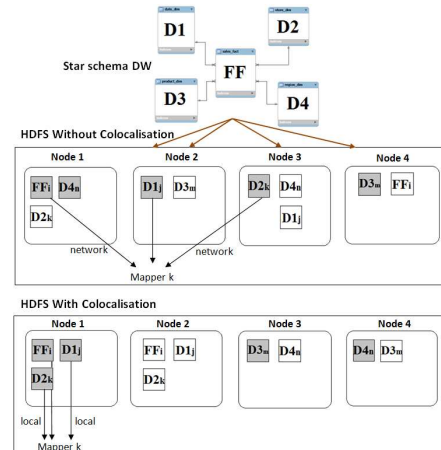 date_dim
store_dim
D1
D2
sales_fact
Star schema DW
FF
product_dim
region_dim
D3
D4
HDFS Without Colocalisation
Node 1
Node 2
Node 3
Node 4
FFi D4n
D1j D3m
D2k D4n
D3m FFi
D2k
D1j
network
network
Mapper k
HDFS With Colocalisation
Node 1
Node 2
Node 3
Node 4
FFi D1j
FFi D1j
D3m D4n
D4n D3m
D2k
D2k
local
local
Mapper k